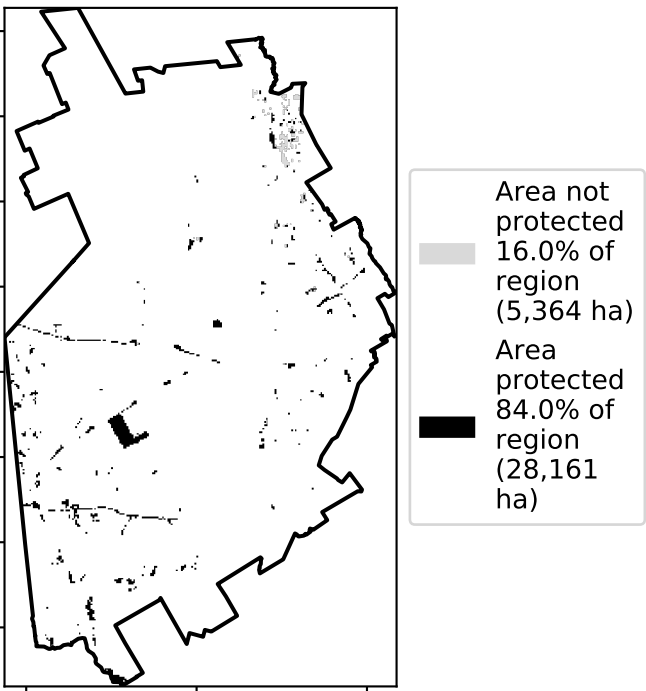 Area not
protected
16.0% of
region
(5,364 ha)
Area
protected
84.0% of
region
(28,161
ha)